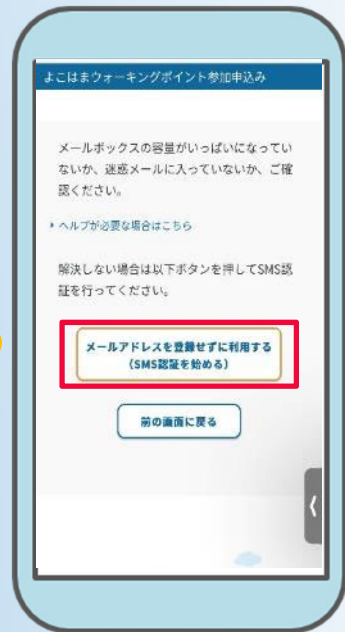 よこはまウォーキングポイント参加申込み
メールボックスの容量がいっぱいになってい
ないか、迷惑メールに入っていないか、ご確
認ください。
ヘルプが必要な場合はこちら
解決しない場合は以下ボタンを押してSMS認
証を行ってください。
メールアドレスを登録せずに利用する
(SMS認証を始める)
前の画面に戻る